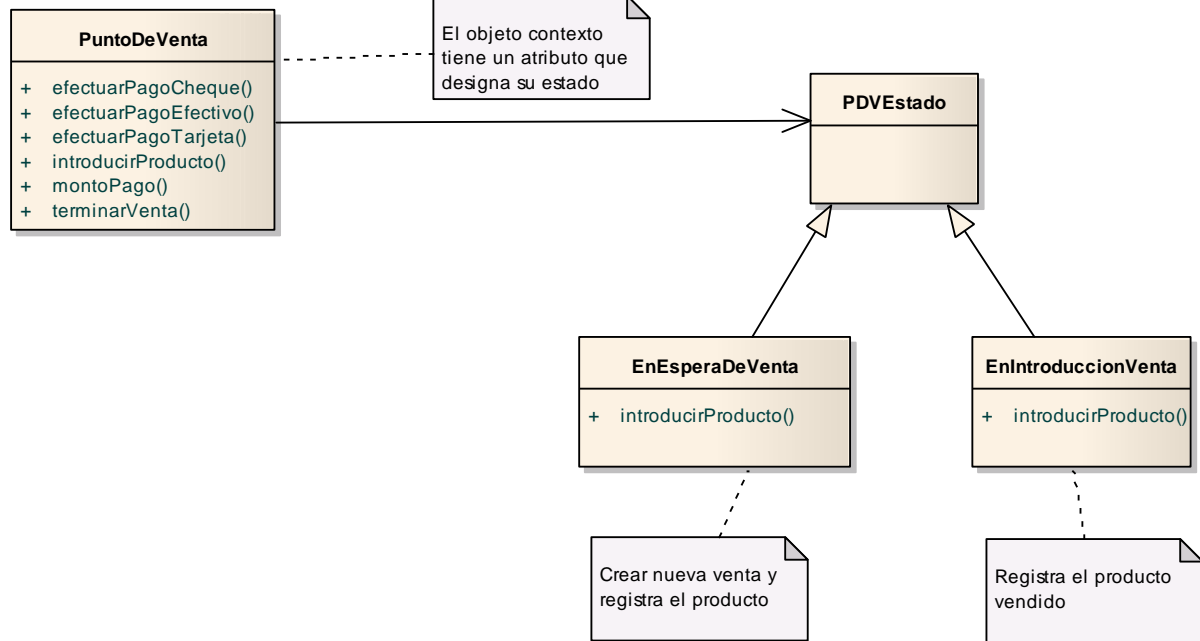 PuntoDeVenta
+ efectuarPagoCheque()
+ efectuarPagoEfectivo()
+ efectuarPagoTarjeta()
+ introducirProducto()
+ montoPago()
+ terminarVenta()
El objeto contexto
tiene un atributo que
designa su estado
PDVEstado
EnEsperaDeVenta
+ introducirProducto()
EnIntroduccionVenta
+ introducirProducto()
Crear nueva venta y
registra el producto
Registra el producto
vendido